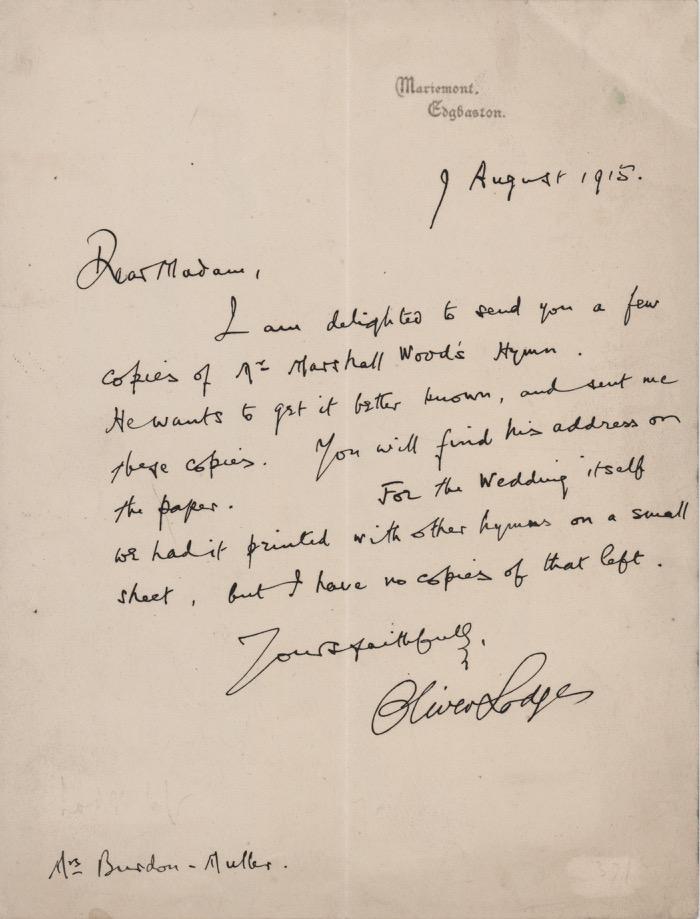 Mariemont,
Edgbaston.
9 August 1915.
Dear Madam,
I am delighted to send you a few
copies of Mr Marshall Wood's Hymn.
He wants to get it better known, and sent me
these copies. You will find his address on
the paper. For the Wedding itself
we had it printed with other hymns on a small
sheet, but I have no copies of that left.
Yours faithfully,
Oliver Lodge
Mrs Burdon-Muller.